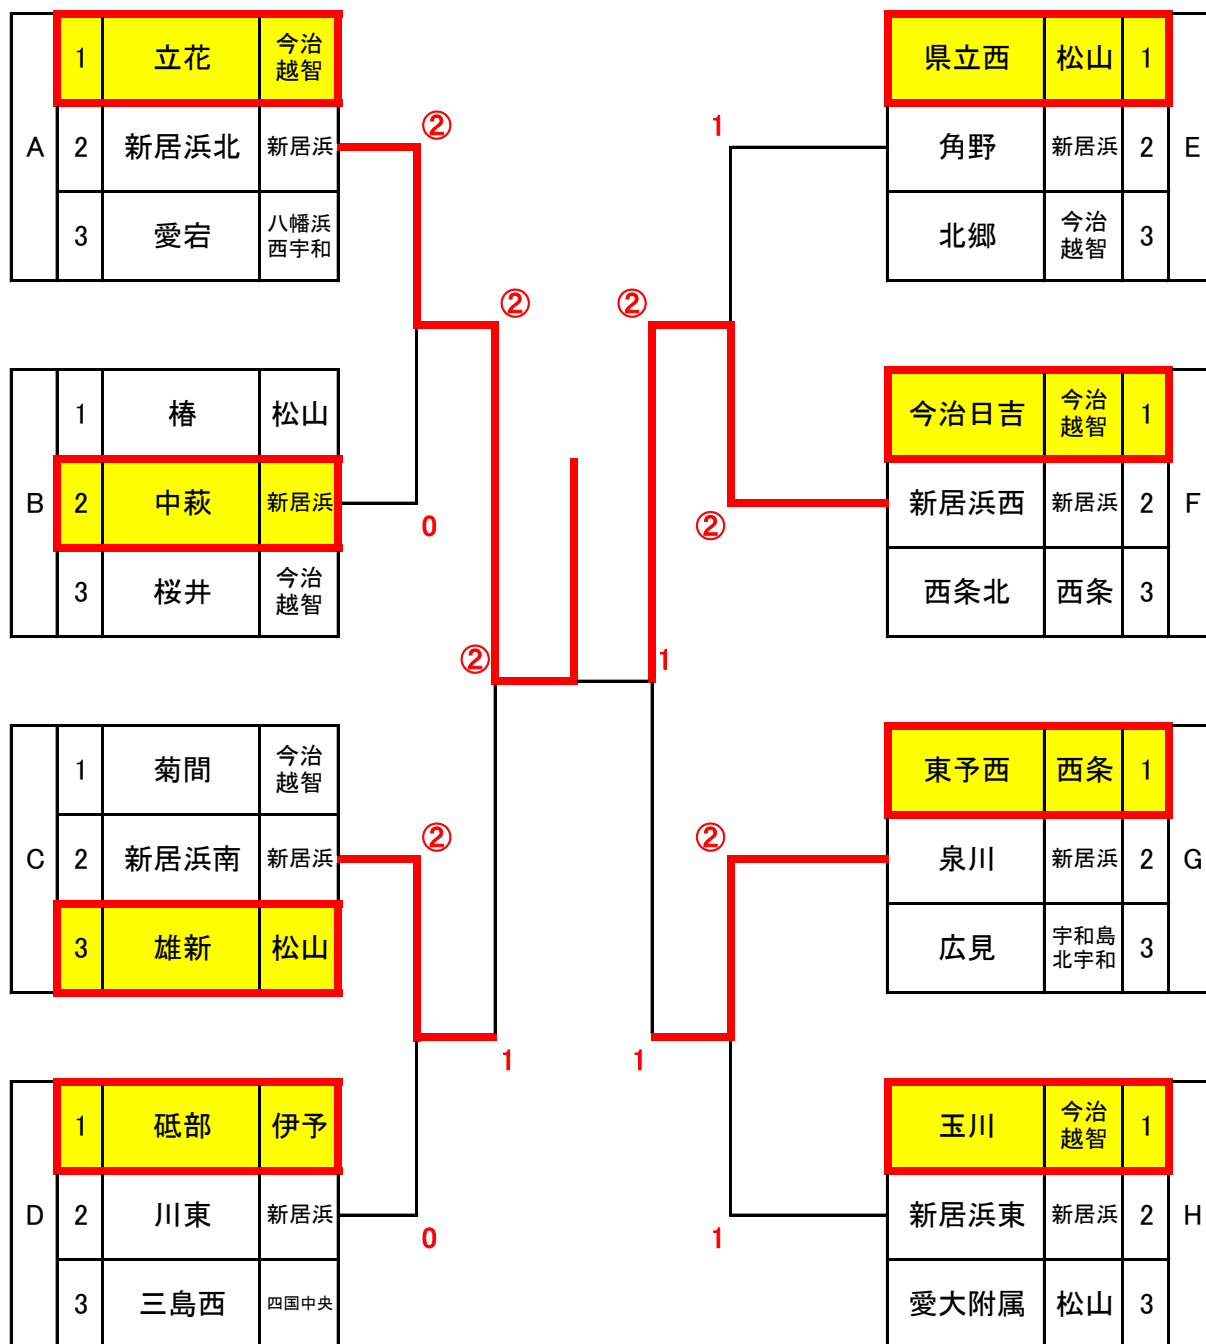 A
1 立花 今治
越智
2 新居浜北 新居浜
3 愛宕 八幡浜
西宇和
B
1 椿 松山
2 中萩 新居浜
3 桜井 今治
越智
C
1 菊間 今治
越智
2 新居浜南 新居浜
3 雄新 松山
D
1 砥部 伊予
2 川東 新居浜
3 三島西 四国中央
②
②
0
②
②
1
0
1
②
②
1
②
1
1
県立西 松山 1
角野 新居浜 2
北郷 今治
越智 3
E
今治日吉 今治
越智 1
新居浜西 新居浜 2
西条北 西条 3
F
東予西 西条 1
泉川 新居浜 2
広見 宇和島
北宇和 3
G
玉川 今治
越智 1
新居浜東 新居浜 2
愛大附属 松山 3
H